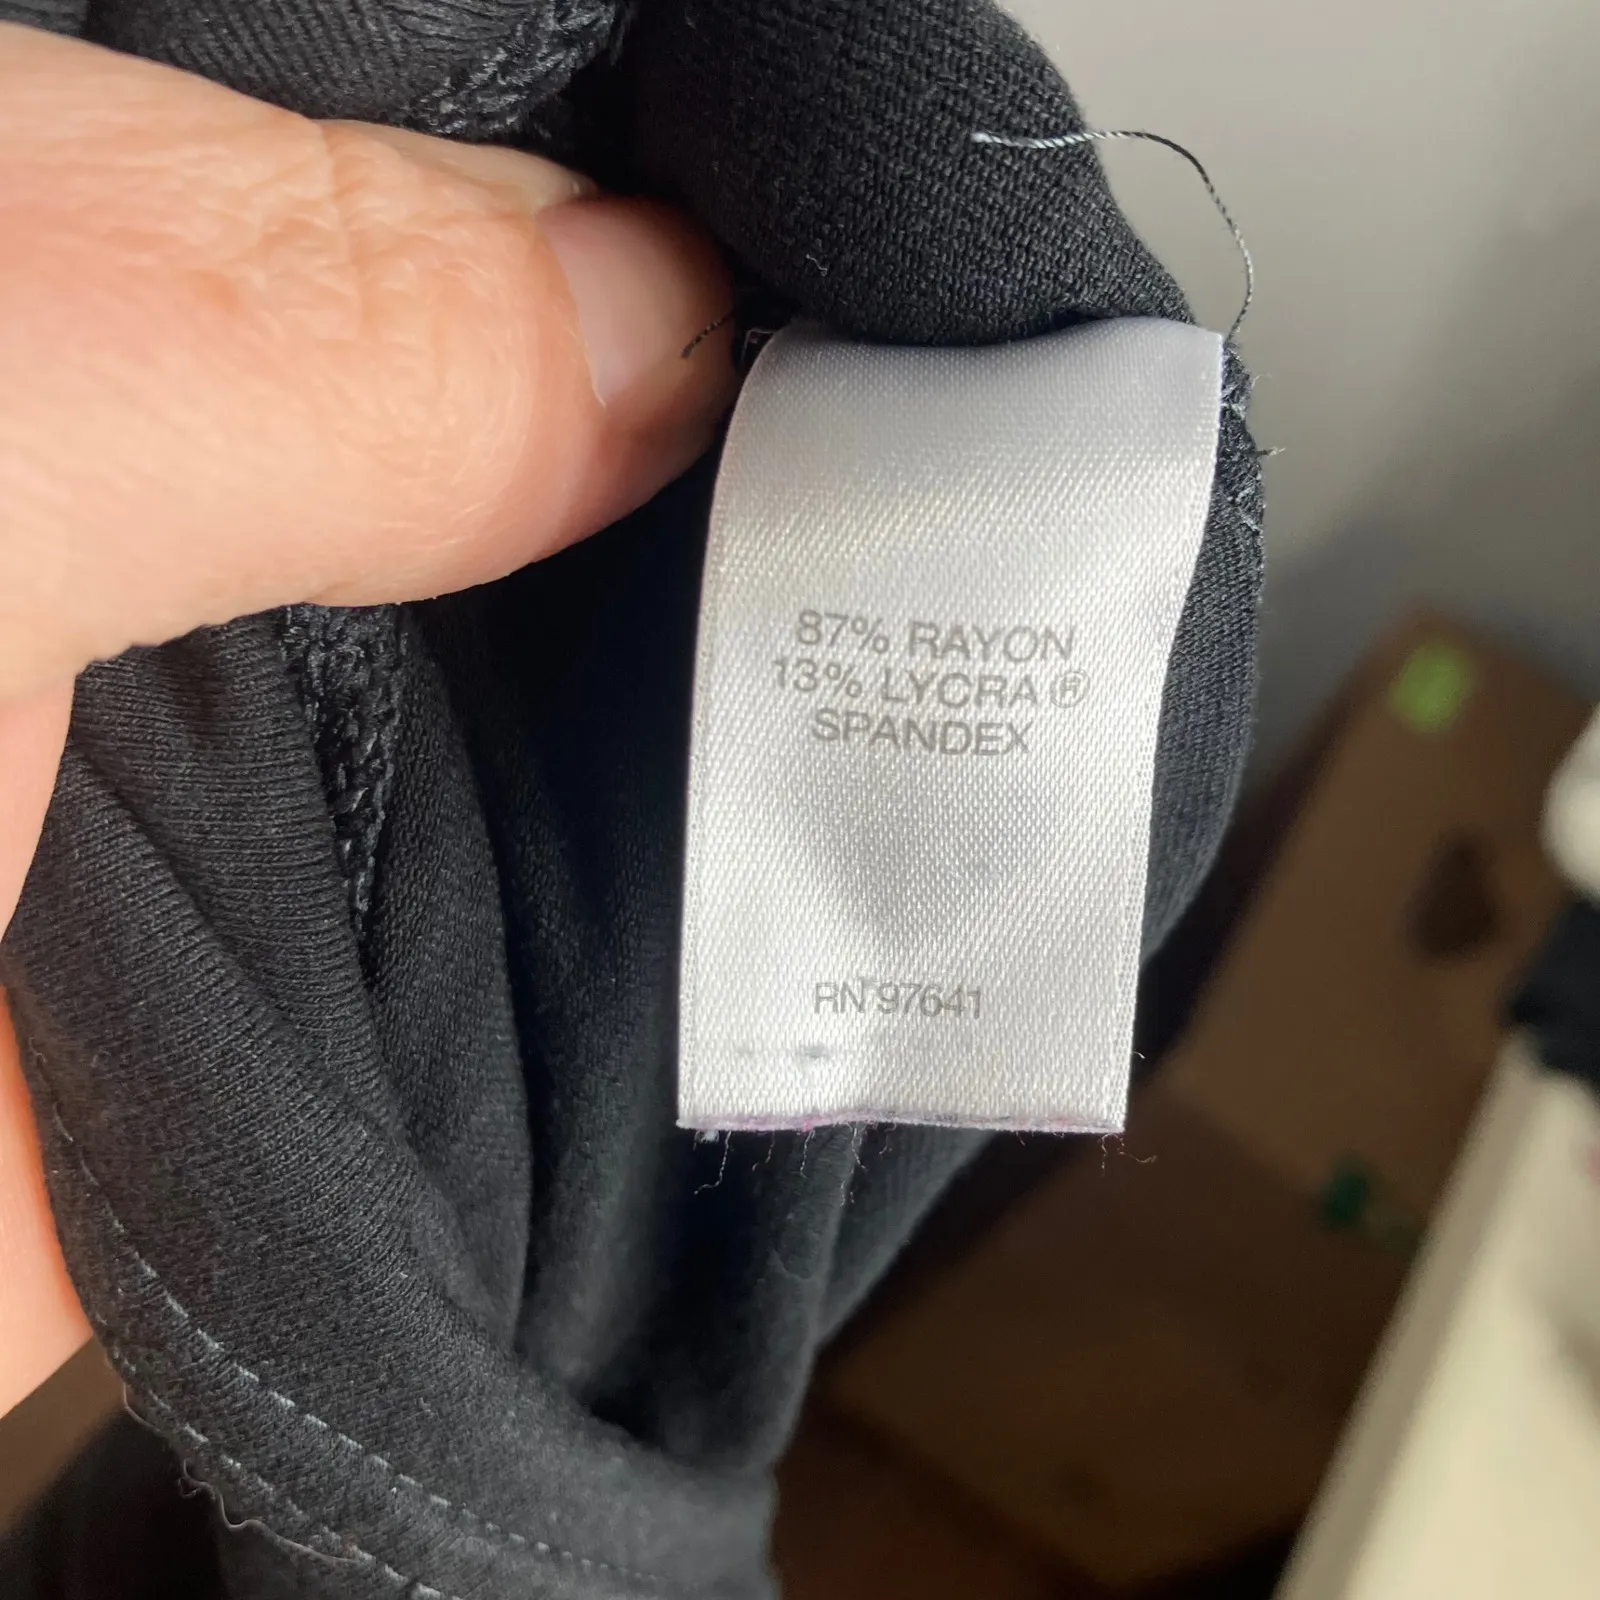 87% RAYON
13% LYCRA®
SPANDEX
RN 97641